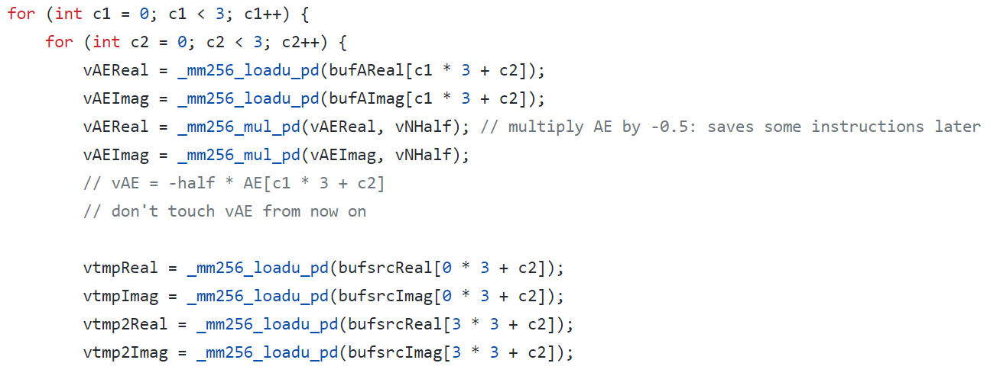 for (int c1 = 0; c1 < 3; c1++) {
    for (int c2 = 0; c2 < 3; c2++) {
        vAEReal = _mm256_loadu_pd(bufAReal[c1 * 3 + c2]);
        vAEImag = _mm256_loadu_pd(bufAImag[c1 * 3 + c2]);
        vAEReal = _mm256_mul_pd(vAEReal, vNHalf); // multiply AE by -0.5: saves some instructions later
        vAEImag = _mm256_mul_pd(vAEImag, vNHalf);
        // vAE = -half * AE[c1 * 3 + c2]
        // don't touch vAE from now on

        vtmpReal = _mm256_loadu_pd(bufsrcReal[0 * 3 + c2]);
        vtmpImag = _mm256_loadu_pd(bufsrcImag[0 * 3 + c2]);
        vtmp2Real = _mm256_loadu_pd(bufsrcReal[3 * 3 + c2]);
        vtmp2Imag = _mm256_loadu_pd(bufsrcImag[3 * 3 + c2]);